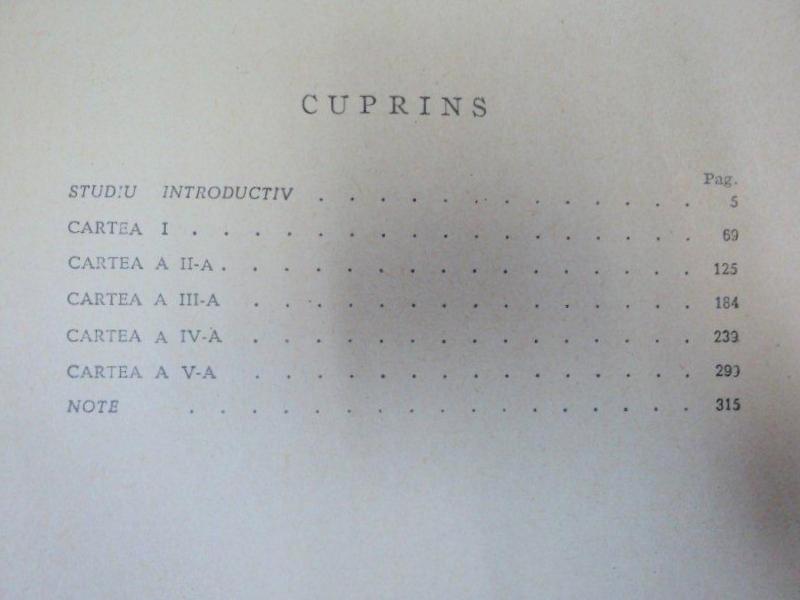 CUPRINS
Pag.
STUDIU INTRODUCTIV . . . . . . . . . . . . . 5
CARTEA I . . . . . . . . . . . . . . . . . 69
CARTEA A II-A . . . . . . . . . . . . . . . . 125
CARTEA A III-A . . . . . . . . . . . . . . . 184
CARTEA A IV-A . . . . . . . . . . . . . . . 239
CARTEA A V-A . . . . . . . . . . . . . . . 299
NOTE . . . . . . . . . . . . . . . . . 315